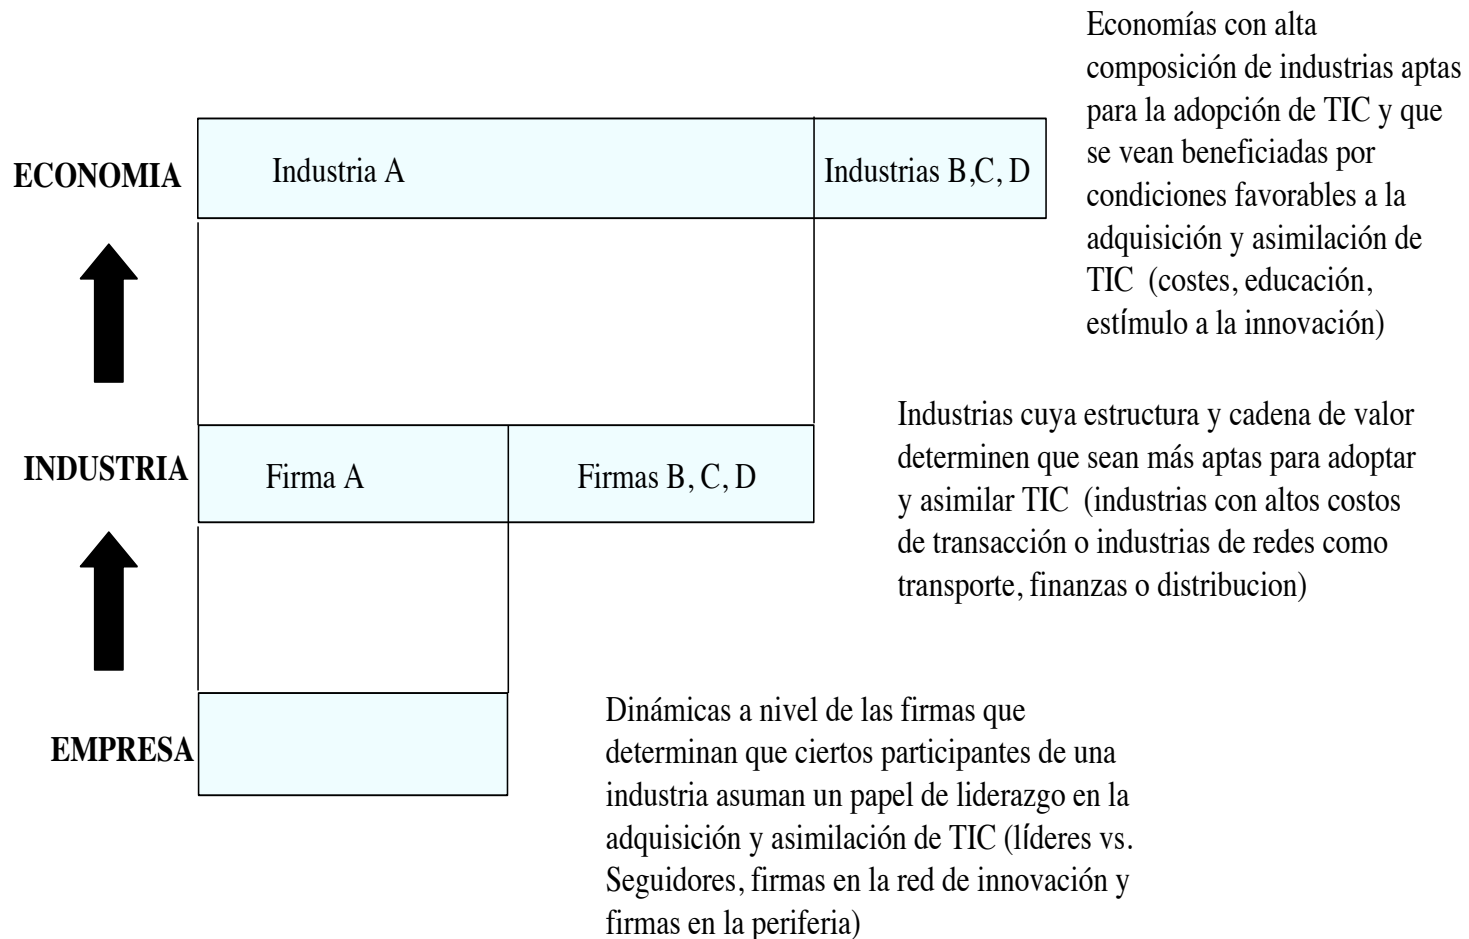 Economías con alta
composición de industrias aptas
para la adopción de TIC y que
se vean beneficiadas por
condiciones favorables a la
adquisición y asimilación de
TIC (costes, educación,
estímulo a la innovación)
ECONOMIA
Industria A
Industrias B,C, D
Industrias cuya estructura y cadena de valor
determinen que sean más aptas para adoptar
y asimilar TIC (industrias con altos costos
de transacción o industrias de redes como
transporte, finanzas o distribucion)
INDUSTRIA
Firma A
Firmas B, C, D
Dinámicas a nivel de las firmas que
determinan que ciertos participantes de una
industria asuman un papel de liderazgo en la
adquisición y asimilación de TIC (líderes vs.
Seguidores, firmas en la red de innovación y
firmas en la periferia)
EMPRESA